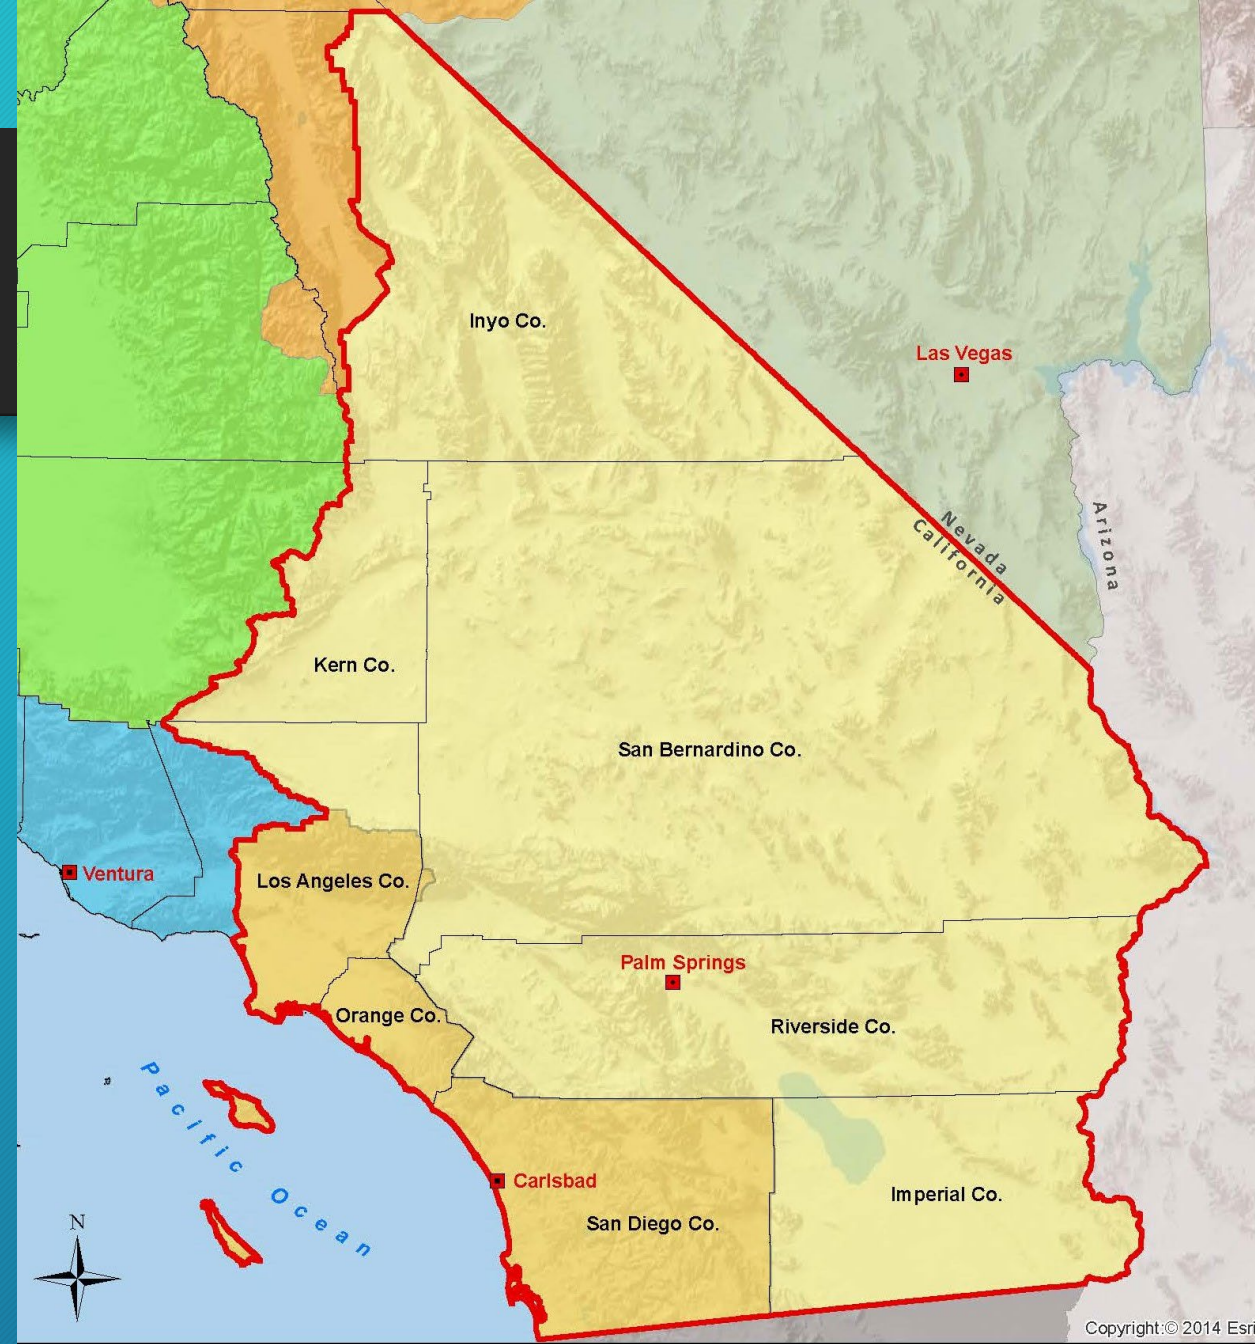 Inyo Co.
Las Vegas
Nevada
California
Arizona
Kern Co.
San Bernardino Co.
Ventura
Los Angeles Co.
Palm Springs
Orange Co.
Riverside Co.
Pacific Ocean
Carlsbad
Imperial Co.
San Diego Co.
N
Copyright:© 2014 Esr